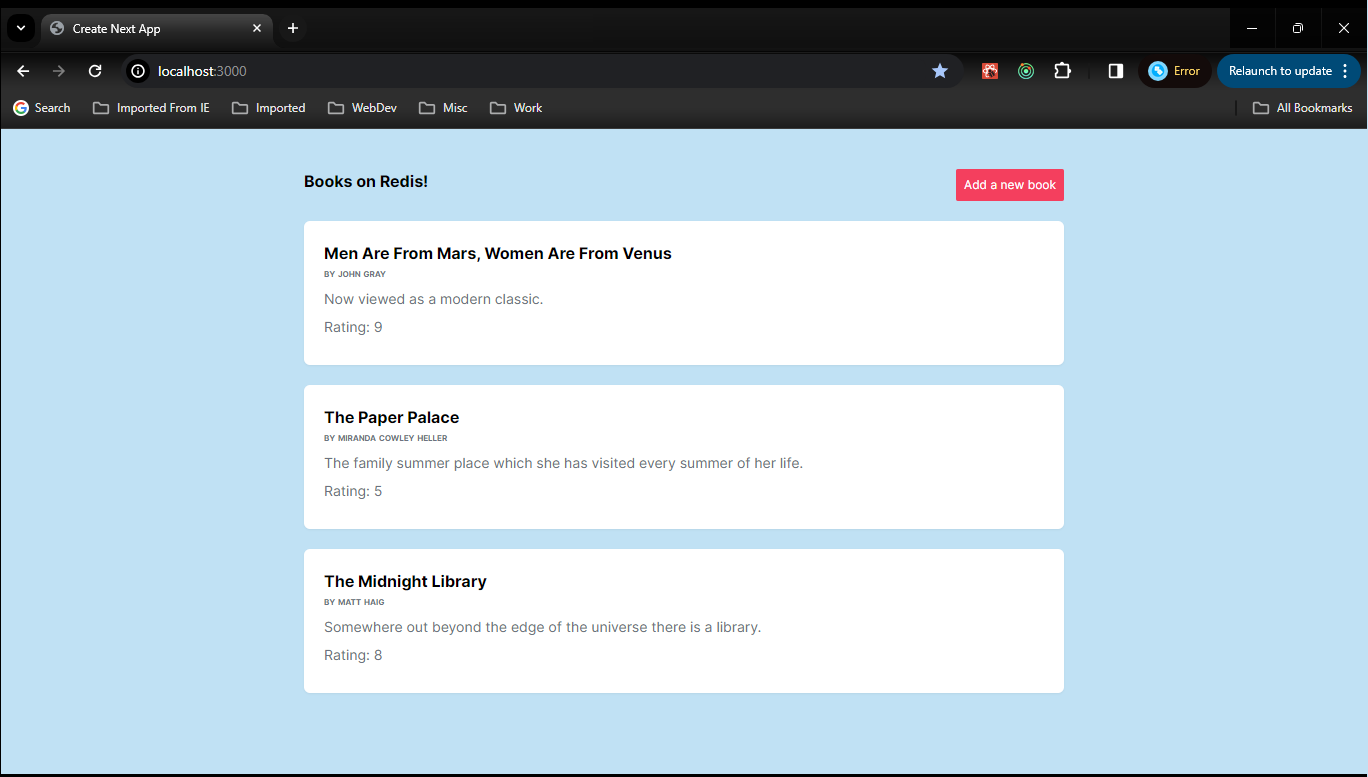 Create Next App
localhost:3000
Error
Relaunch to update
Search
Imported From IE
Imported
WebDev
Misc
Work
All Bookmarks
Books on Redis!
Add a new book
Men Are From Mars, Women Are From Venus
BY JOHN GRAY
Now viewed as a modern classic.
Rating: 9
The Paper Palace
BY MIRANDA COWLEY HELLER
The family summer place which she has visited every summer of her life.
Rating: 5
The Midnight Library
BY MATT HAIG
Somewhere out beyond the edge of the universe there is a library.
Rating: 8